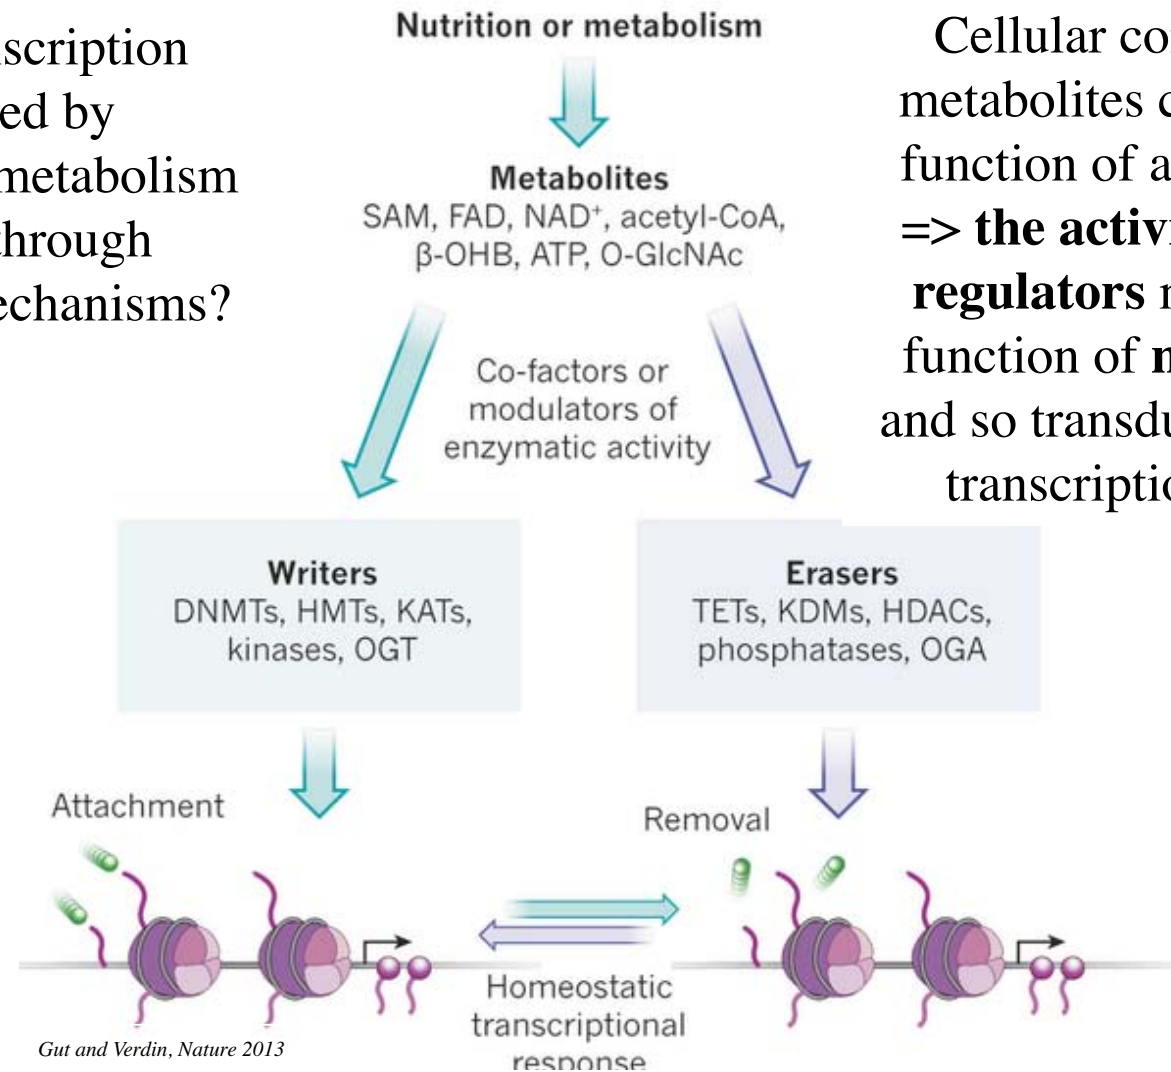 Nutrition or metabolism
scription
ed by
metabolism
through
echanisms?
Cellular co
metabolites c
function of a
=> the activ
regulators
function of
and so transdu
transcriptio
Metabolites
SAM, FAD, NAD⁺, acetyl-CoA,
β-OHB, ATP, O-GlcNAc
Co-factors or
modulators of
enzymatic activity
Writers
DNMTs, HMTs, KATs,
kinases, OGT
Erasers
TETs, KDMs, HDACs,
phosphatases, OGA
Attachment
Removal
Homeostatic
transcriptional
response
Gut and Verdin, Nature 2013